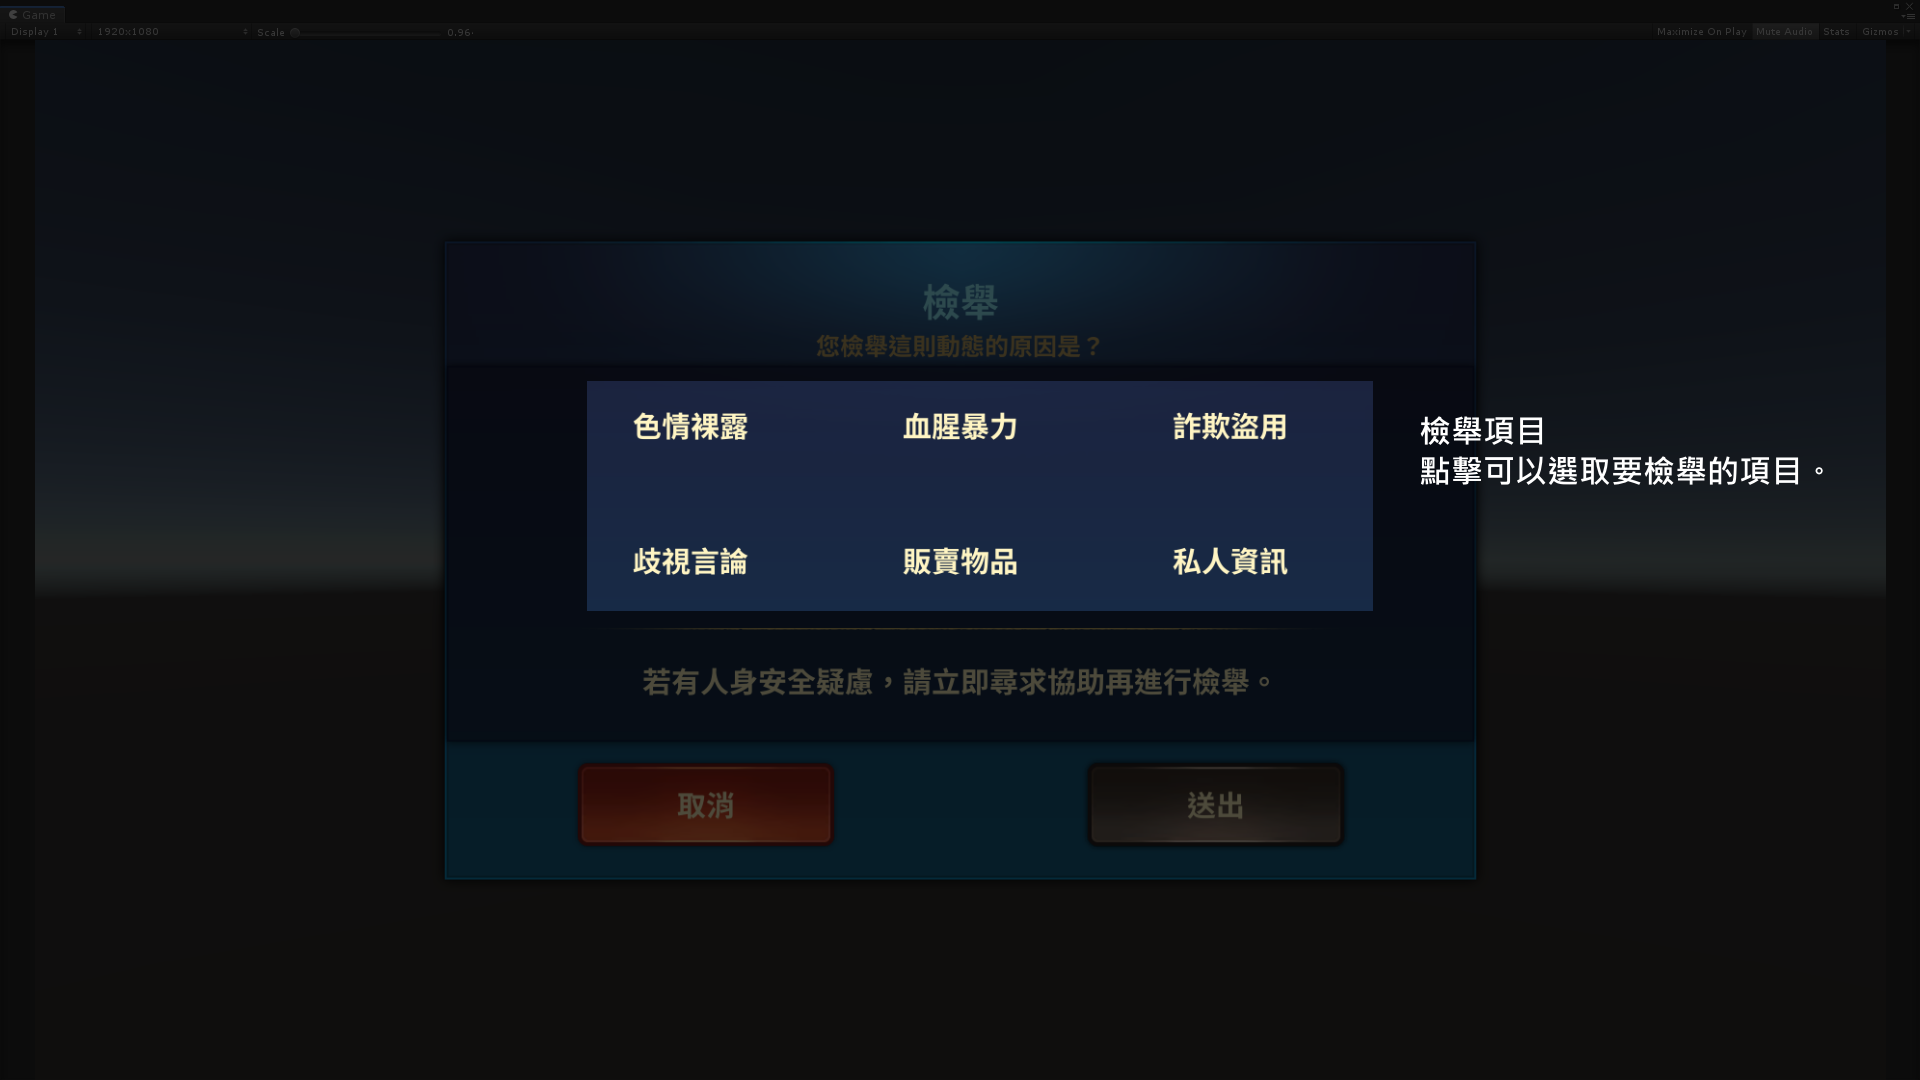 Game
Display 1 1920x1080 Scale 0.96 Maximize On Play Mute Audio Stats Gizmos
檢舉
您檢舉這則動態的原因是？
色情裸露 血腥暴力 詐欺盜用
檢舉項目
點擊可以選取要檢舉的項目。
歧視言論 販賣物品 私人資訊
若有人身安全疑慮，請立即尋求協助再進行檢舉。
取消 送出